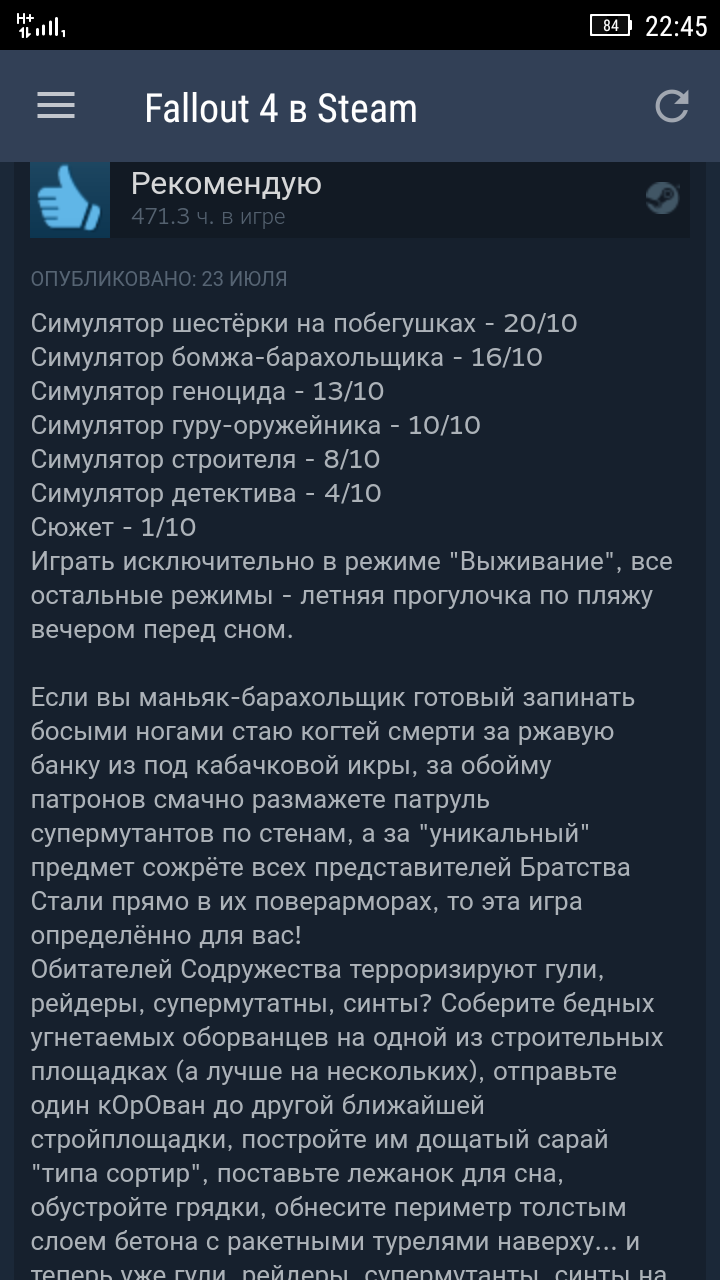 H+
84
22:45
Fallout 4 в Steam
Рекомендую
471.3 ч. в игре
ОПУБЛИКОВАНО: 23 ИЮЛЯ
Симулятор шестёрки на побегушках - 20/10
Симулятор бомжа-барахольщика - 16/10
Симулятор геноцида - 13/10
Симулятор гуру-оружейника - 10/10
Симулятор строителя - 8/10
Симулятор детектива - 4/10
Сюжет - 1/10
Играть исключительно в режиме "Выживание", все
остальные режимы - летняя прогулочка по пляжу
вечером перед сном.
Если вы маньяк-барахольщик готовый запинать
босыми ногами стаю когтей смерти за ржавую
банку из под кабачковой икры, за обойму
патронов смачно размажете патруль
супермутантов по стенам, а за "уникальный"
предмет сожрёте всех представителей Братства
Стали прямо в их поверарморах, то эта игра
определённо для вас!
Обитателей Содружества терроризируют гули,
рейдеры, супермутатны, синты? Соберите бедных
угнетаемых оборванцев на одной из строительных
площадках (а лучше на нескольких), отправьте
один кОрОван до другой ближайшей
стройплощадки, постройте им дощатый сарай
"типа сортир", поставьте лежанок для сна,
обустройте грядки, обнесите периметр толстым
слоем бетона с ракетными турелями наверху... и
теперь уже гули, рейдеры, супермутанты, синты на